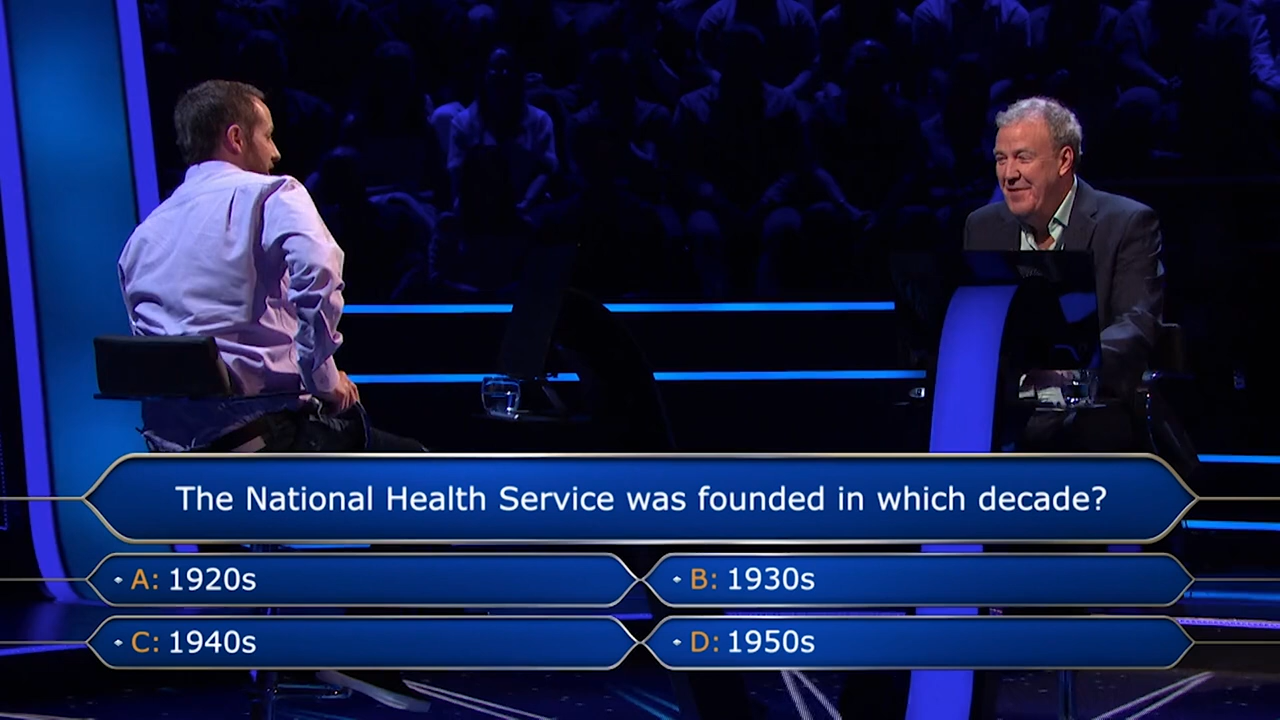 The National Health Service was founded in which decade?
A: 1920s
B: 1930s
C: 1940s
D: 1950s